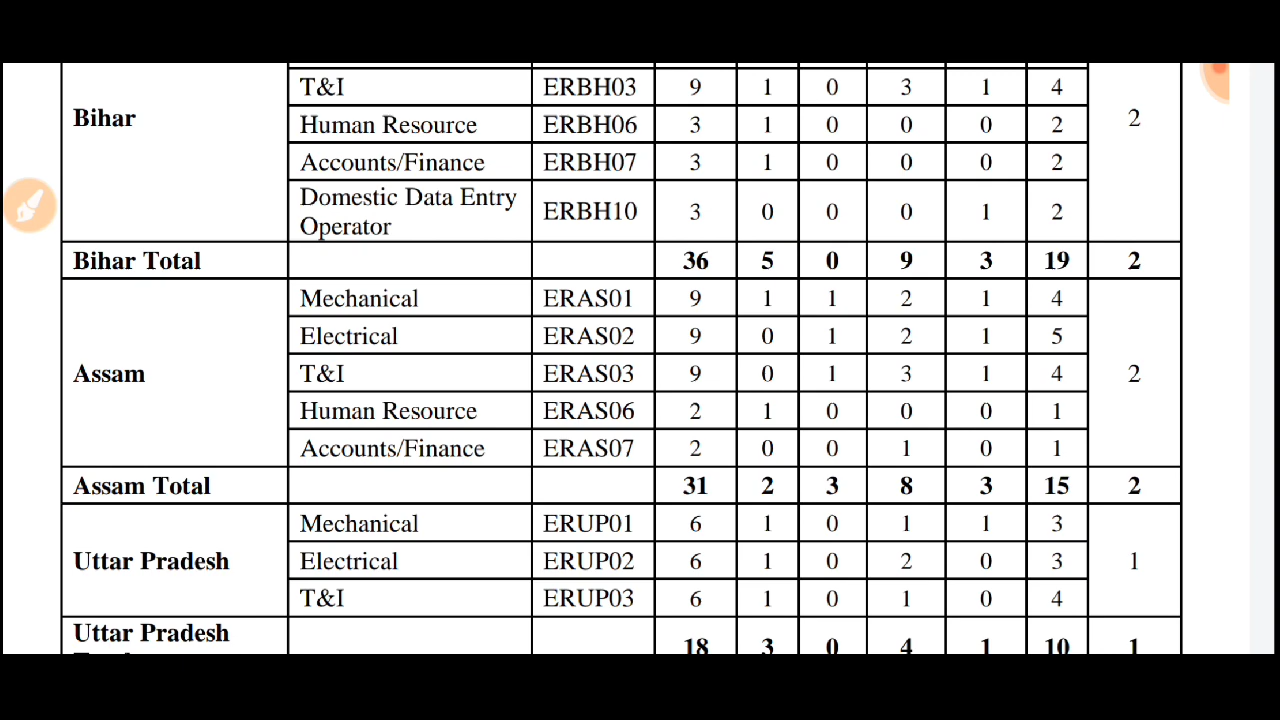 T&I ERBH03 9 1 0 3 1 4
Bihar 2
Human Resource ERBH06 3 1 0 0 0 2
Accounts/Finance ERBH07 3 1 0 0 0 2
Domestic Data Entry
Operator ERBH10 3 0 0 0 1 2
Bihar Total 36 5 0 9 3 19 2
Mechanical ERAS01 9 1 1 2 1 4
Electrical ERAS02 9 0 1 2 1 5
Assam T&I ERAS03 9 0 1 3 1 4 2
Human Resource ERAS06 2 1 0 0 0 1
Accounts/Finance ERAS07 2 0 0 1 0 1
Assam Total 31 2 3 8 3 15 2
Mechanical ERUP01 6 1 0 1 1 3
Uttar Pradesh Electrical ERUP02 6 1 0 2 0 3 1
T&I ERUP03 6 1 0 1 0 4
Uttar Pradesh
18 3 0 4 1 10 1